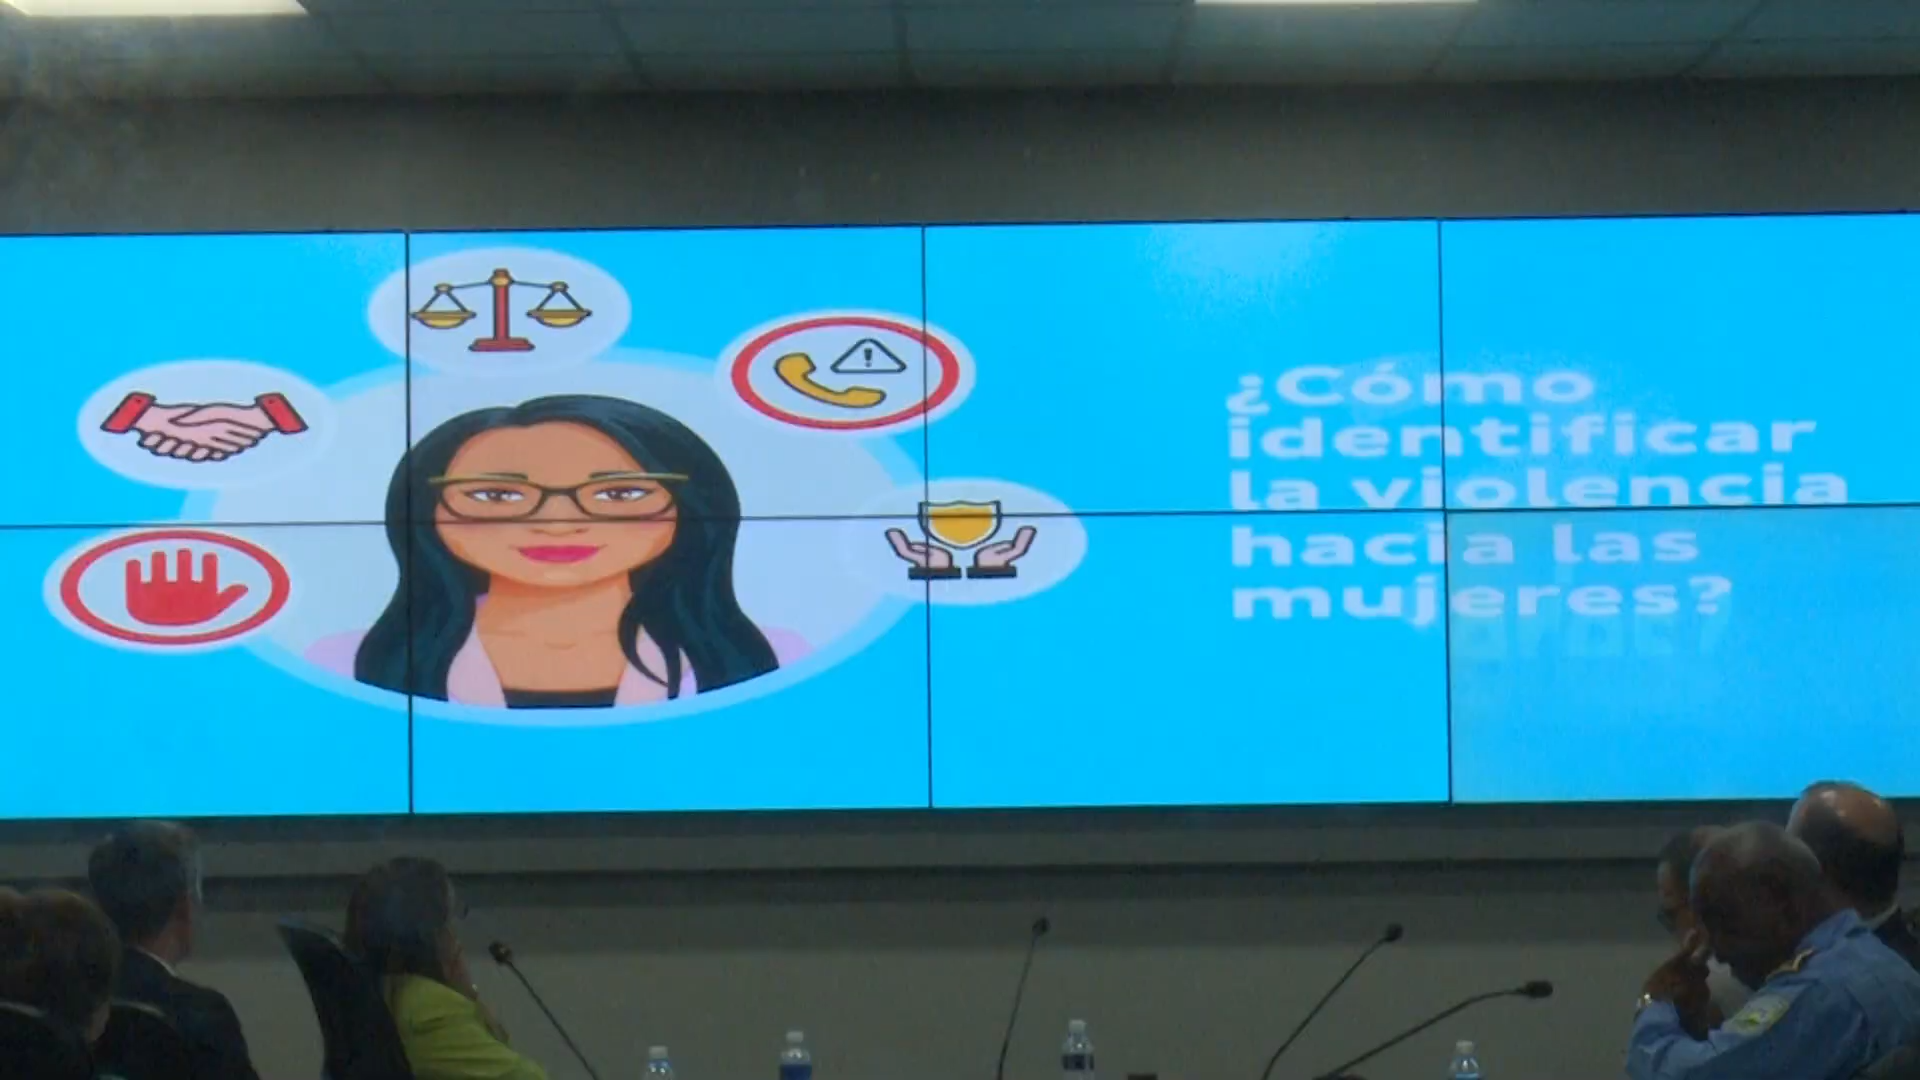 ¿Cómo
identificar
la violencia
hacia las
mujeres?